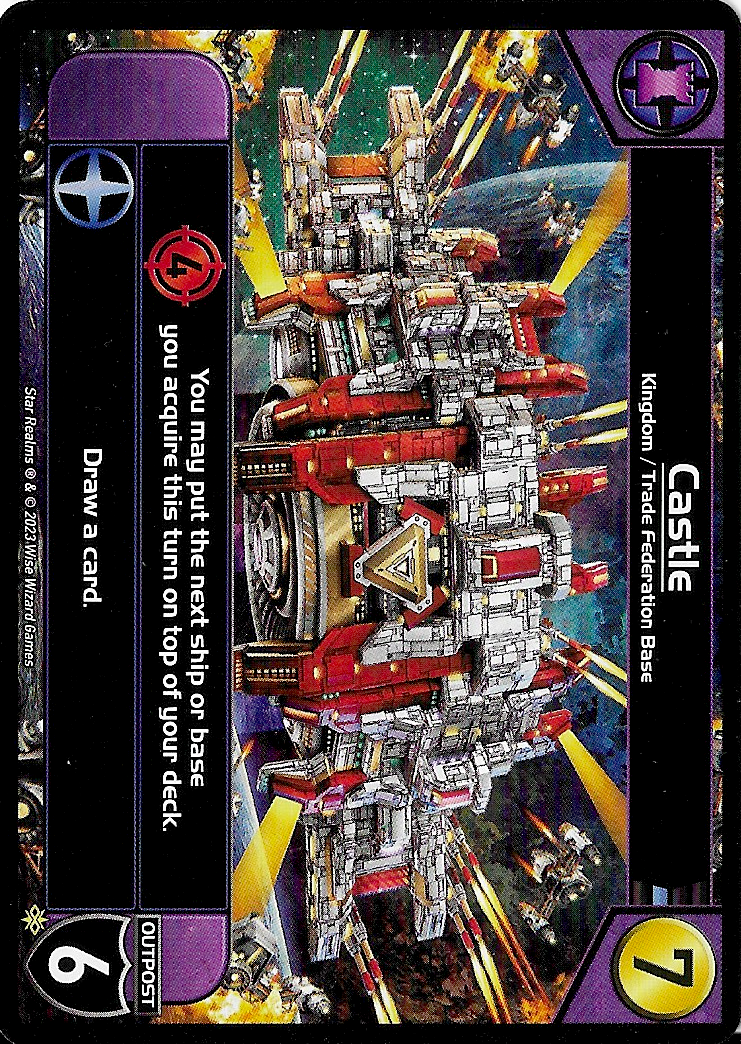 Castle
Kingdom / Trade Federation Base
7
4
You may put the next ship or base
you acquire this turn on top of your deck.
Draw a card.
OUTPOST
6
Star Realms ® & © 2023 Wise Wizard Games